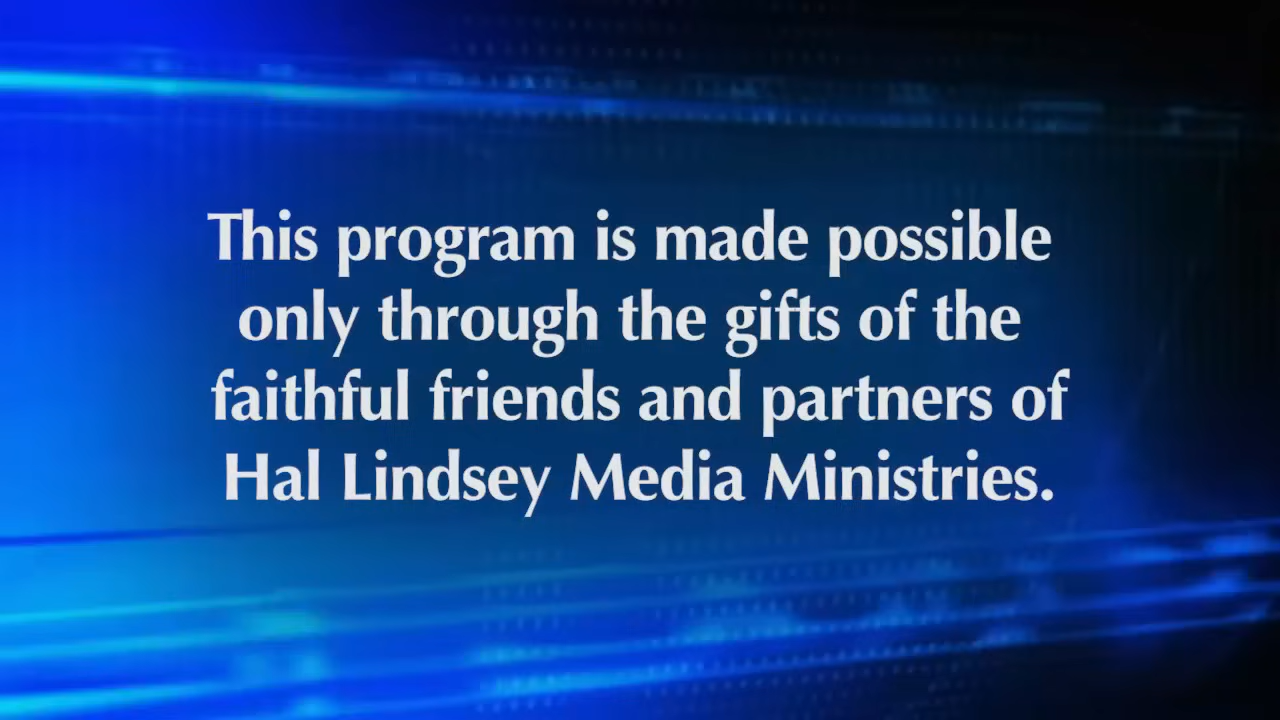 This program is made possible
only through the gifts of the
faithful friends and partners of
Hal Lindsey Media Ministries.